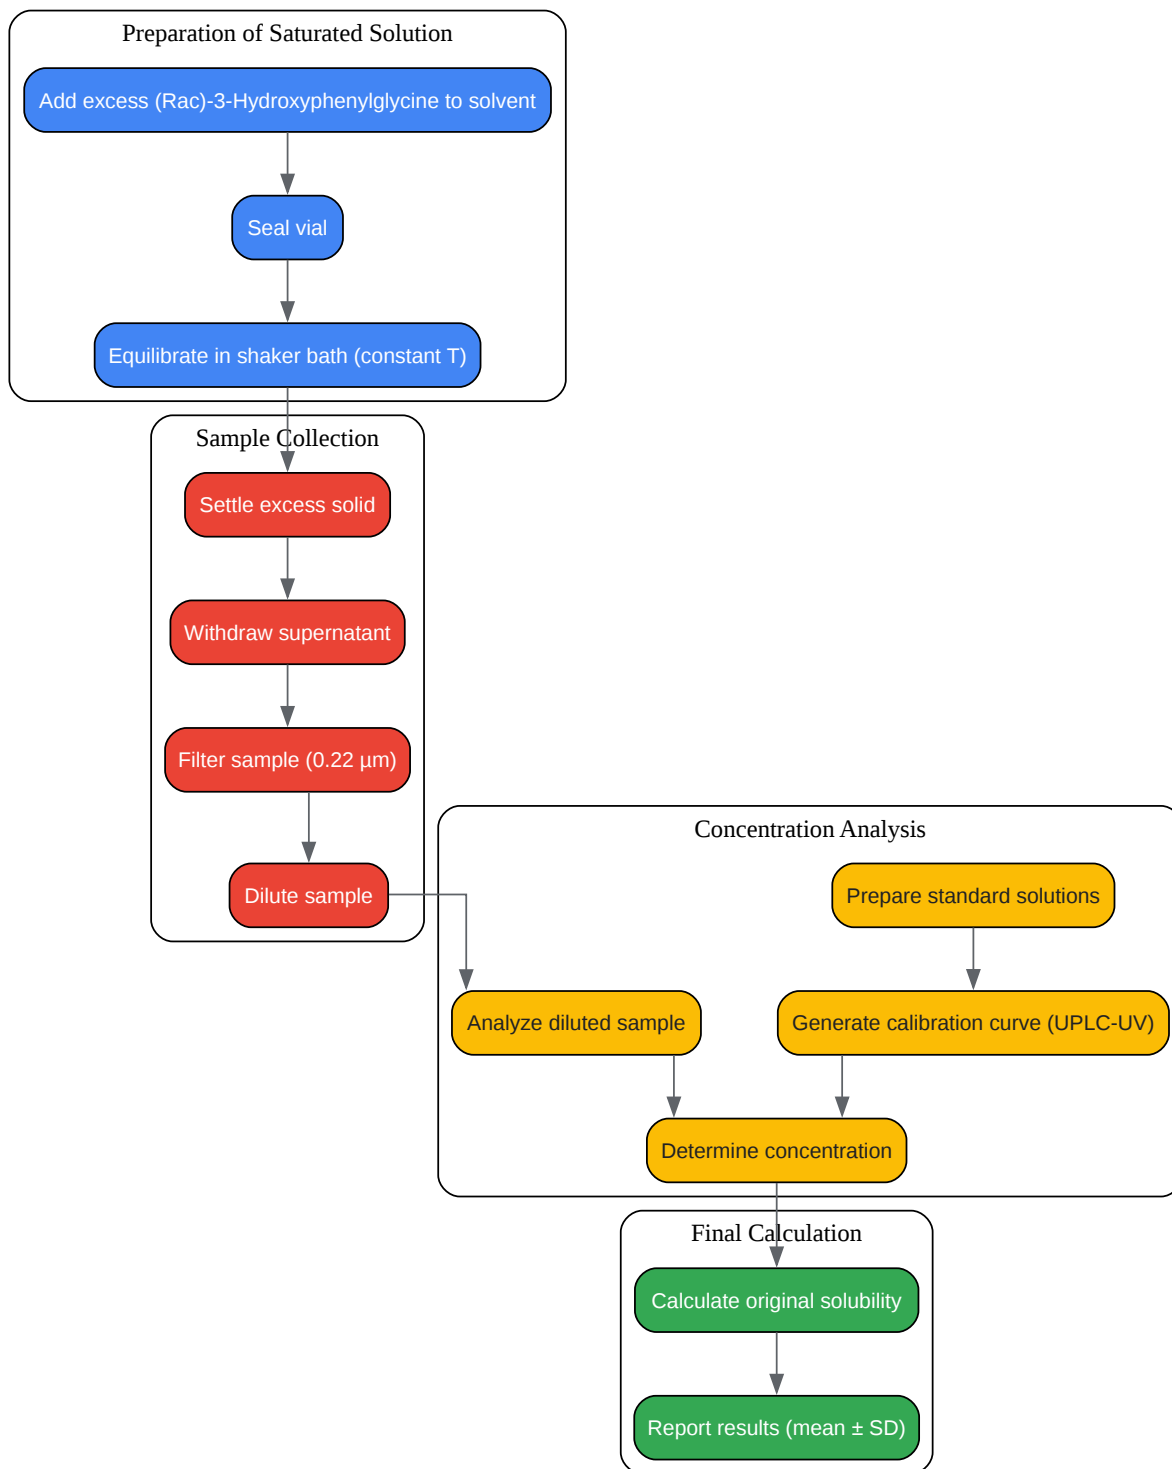 Preparation of Saturated Solution
Add excess (Rac)-3-Hydroxyphenylglycine to solvent
Seal vial
Equilibrate in shaker bath (constant T)
Sample Collection
Settle excess solid
Withdraw supernatant
Filter sample (0.22 µm)
Dilute sample
Concentration Analysis
Prepare standard solutions
Analyze diluted sample
Generate calibration curve (UPLC-UV)
Determine concentration
Final Calculation
Calculate original solubility
Report results (mean ± SD)